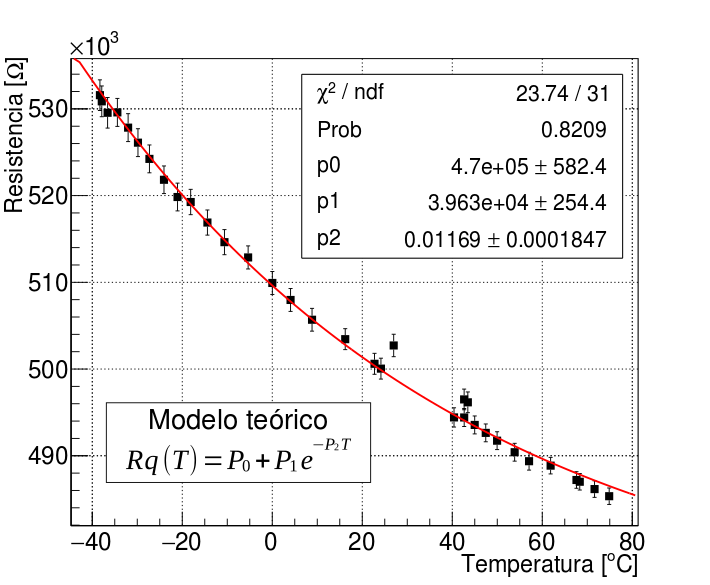 ×10³
Resistencia [Ω]
530
520
510
500
490
χ² / ndf 23.74 / 31
Prob 0.8209
p0 4.7e+05 ± 582.4
p1 3.963e+04 ± 254.4
p2 0.01169 ± 0.0001847
Modelo teórico
Rq(T)=P₀+P₁e^{−P₂T}
−40 −20 0 20 40 60 80
Temperatura [°C]